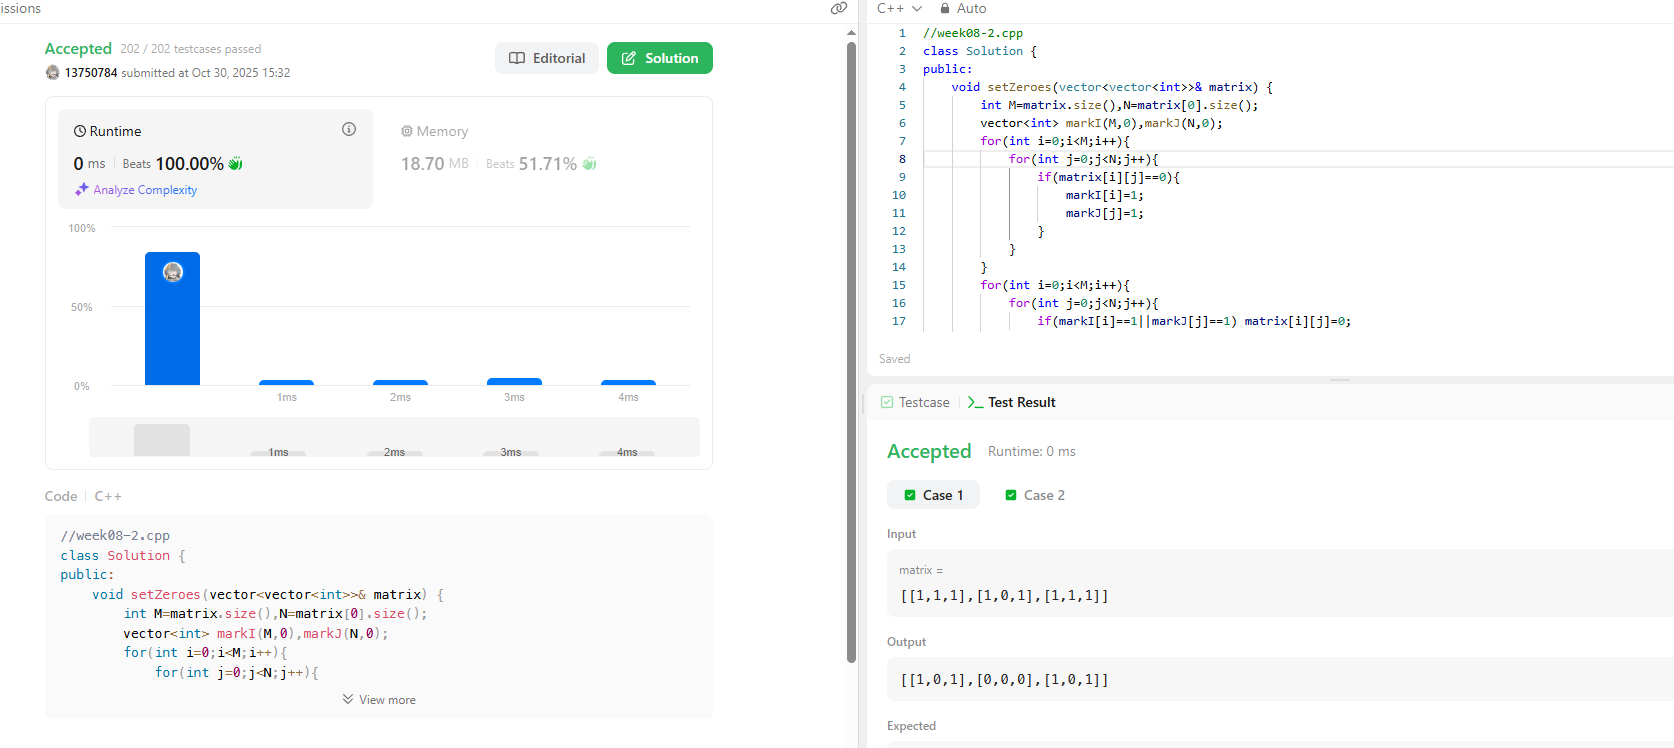 issions
Accepted 202 / 202 testcases passed
13750784 submitted at Oct 30, 2025 15:32
Editorial
Solution
Runtime
0 ms Beats 100.00%
Analyze Complexity
Memory
18.70 MB Beats 51.71%
100%
50%
0%
1ms 2ms 3ms 4ms
1ms 2ms 3ms 4ms
Code C++
//week08-2.cpp
class Solution {
public:
    void setZeroes(vector<vector<int>>& matrix) {
        int M=matrix.size(),N=matrix[0].size();
        vector<int> markI(M,0),markJ(N,0);
        for(int i=0;i<M;i++){
            for(int j=0;j<N;j++){
View more
C++ Auto
1 //week08-2.cpp
2 class Solution {
3 public:
4     void setZeroes(vector<vector<int>>& matrix) {
5         int M=matrix.size(),N=matrix[0].size();
6         vector<int> markI(M,0),markJ(N,0);
7         for(int i=0;i<M;i++){
8             for(int j=0;j<N;j++){
9                 if(matrix[i][j]==0){
10                     markI[i]=1;
11                     markJ[j]=1;
12                 }
13             }
14         }
15         for(int i=0;i<M;i++){
16             for(int j=0;j<N;j++){
17                 if(markI[i]==1||markJ[j]==1) matrix[i][j]=0;
Saved
Testcase
Test Result
Accepted Runtime: 0 ms
Case 1 Case 2
Input
matrix =
[[1,1,1],[1,0,1],[1,1,1]]
Output
[[1,0,1],[0,0,0],[1,0,1]]
Expected